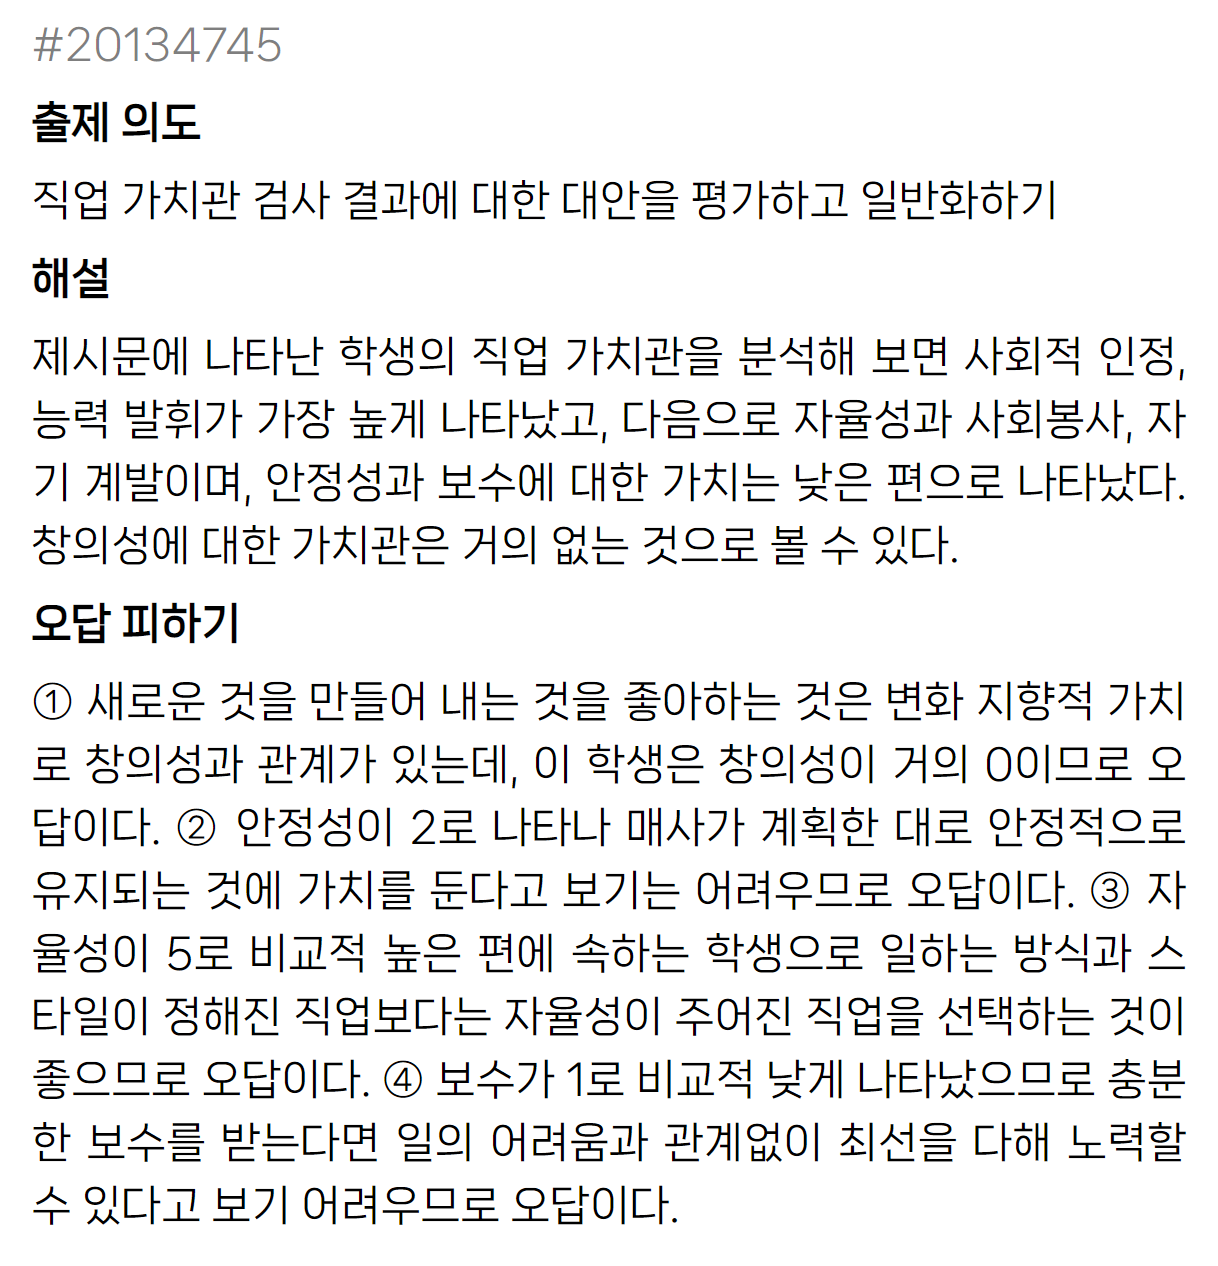 #20134745
출제 의도
직업 가치관 검사 결과에 대한 대안을 평가하고 일반화하기
해설
제시문에 나타난 학생의 직업 가치관을 분석해 보면 사회적 인정,
능력 발휘가 가장 높게 나타났고, 다음으로 자율성과 사회봉사, 자
기 계발이며, 안정성과 보수에 대한 가치는 낮은 편으로 나타났다.
창의성에 대한 가치관은 거의 없는 것으로 볼 수 있다.
오답 피하기
① 새로운 것을 만들어 내는 것을 좋아하는 것은 변화 지향적 가치
로 창의성과 관계가 있는데, 이 학생은 창의성이 거의 0이므로 오
답이다. ② 안정성이 2로 나타나 매사가 계획한 대로 안정적으로
유지되는 것에 가치를 둔다고 보기는 어려우므로 오답이다. ③ 자
율성이 5로 비교적 높은 편에 속하는 학생으로 일하는 방식과 스
타일이 정해진 직업보다는 자율성이 주어진 직업을 선택하는 것이
좋으므로 오답이다. ④ 보수가 1로 비교적 낮게 나타났으므로 충분
한 보수를 받는다면 일의 어려움과 관계없이 최선을 다해 노력할
수 있다고 보기 어려우므로 오답이다.